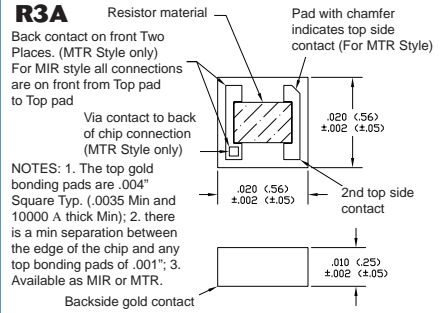 R3A
Resistor material
Pad with chamfer
indicates top side
contact (For MTR Style)
Back contact on front Two
Places. (MTR Style only)
For MIR style all connections
are on front from Top pad
to Top pad
Via contact to back
of chip connection
(MTR Style only)
.020 (.56)
±.002 (±.05)
NOTES: 1. The top gold
bonding pads are .004"
Square Typ. (.0035 Min and
10000 A thick Min); 2. there
is a min separation between
the edge of the chip and any
top bonding pads of .001"; 3.
Available as MIR or MTR.
.020 (.56)
±.002 (±.05)
2nd top side
contact
.010 (.25)
±.002 (±.05)
Backside gold contact